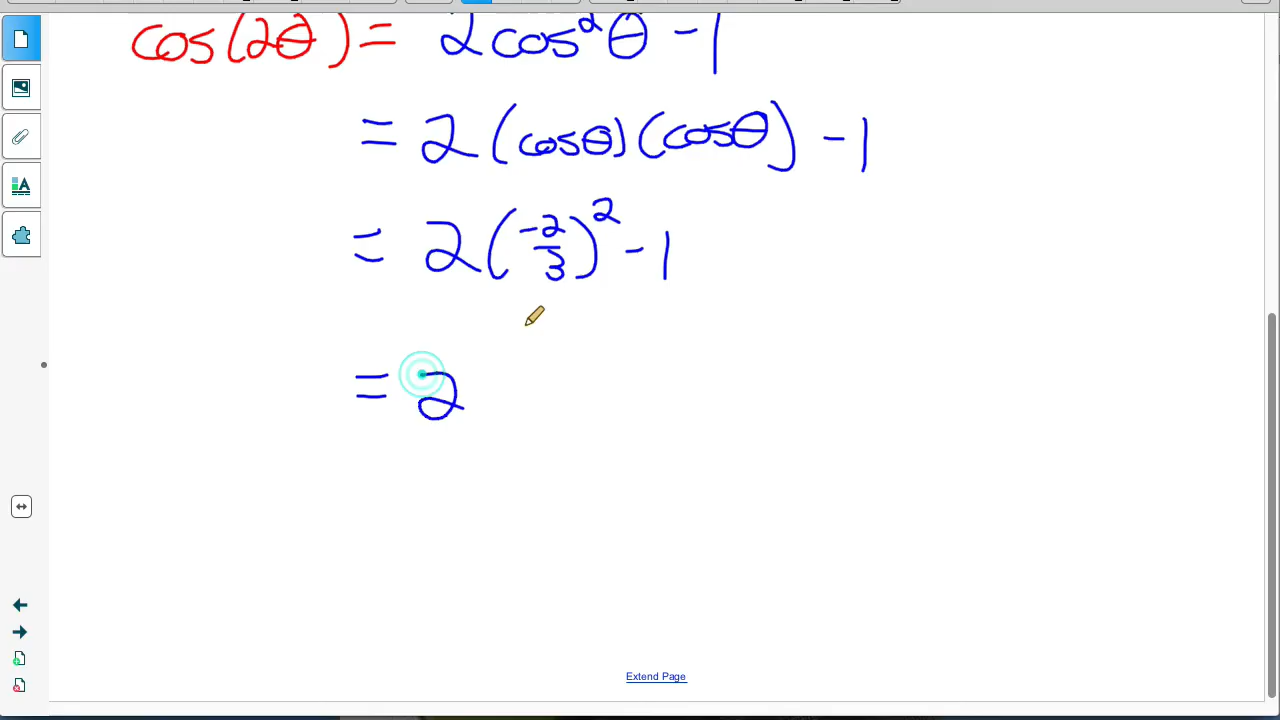 cos(2θ) = 2cos²θ - 1
= 2(cosθ)(cosθ) - 1
= 2(-2/3)² - 1
= 2
Extend Page